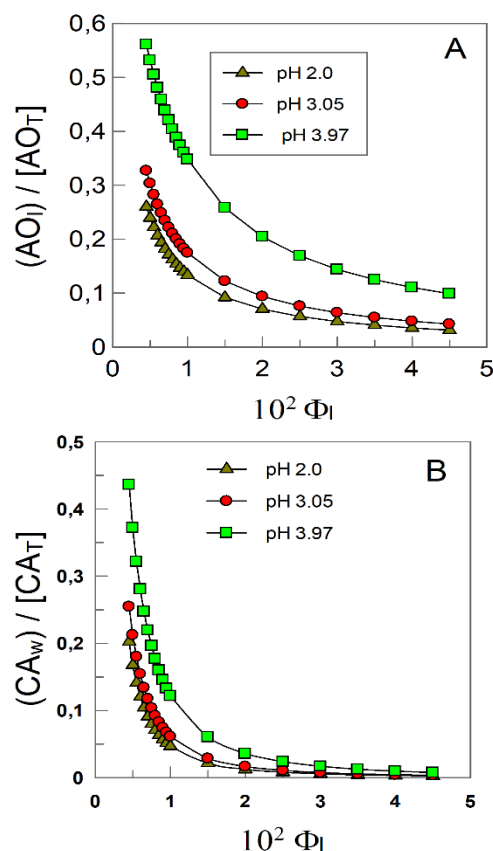 0,6
0,5
0,4
0,3
0,2
0,1
0
(AOI) / [AOT]
A
pH 2.0
pH 3.05
pH 3.97
0 1 2 3 4 5
10² ΦI
0,5
0,4
0,3
0,2
0,1
0
(CAw) / [CAT]
B
pH 2.0
pH 3.05
pH 3.97
0 1 2 3 4 5
10² ΦI